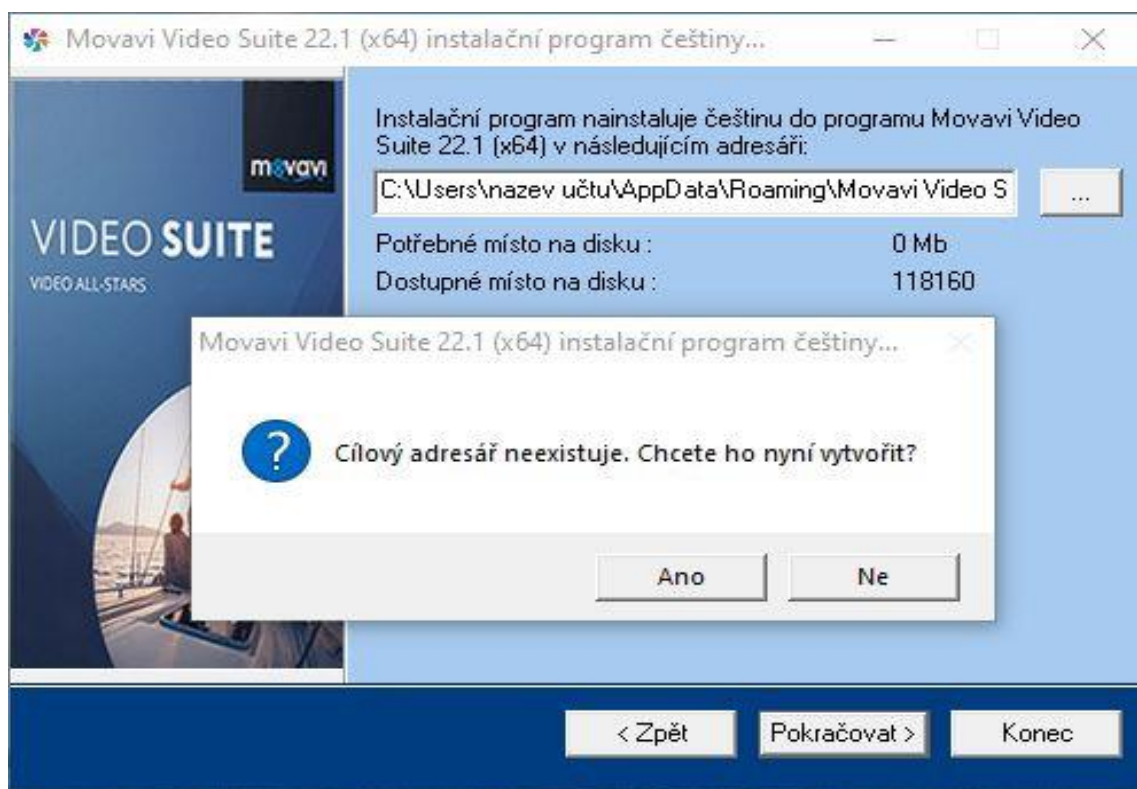 Movavi Video Suite 22.1 (x64) instalační program češtiny...
movavi
VIDEO SUITE
VIDEO ALL-STARS
Instalační program nainstaluje češtinu do programu Movavi Video
Suite 22.1 (x64) v následujícím adresáři:
C:\Users\nazev učtu\AppData\Roaming\Movavi Video S
...
Potřebné místo na disku : 0 Mb
Dostupné místo na disku : 118160
Movavi Video Suite 22.1 (x64) instalační program češtiny...
?
Cílový adresář neexistuje. Chcete ho nyní vytvořit?
Ano Ne
< Zpět Pokračovat > Konec